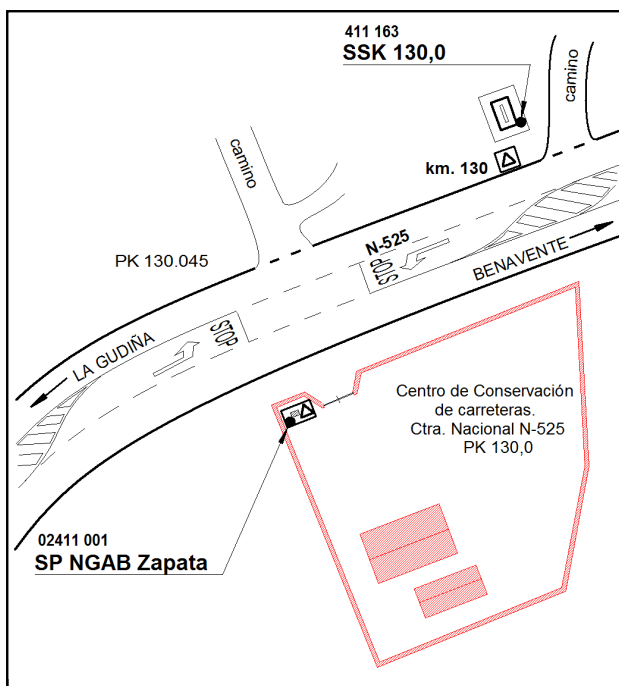 411 163
SSK 130,0
camino
camino
km. 130
N-525
PK 130.045
STOP
BENAVENTE
STOP
LA GUDIÑA
Centro de Conservación
de carreteras.
Ctra. Nacional N-525
PK 130,0
02411 001
SP NGAB Zapata